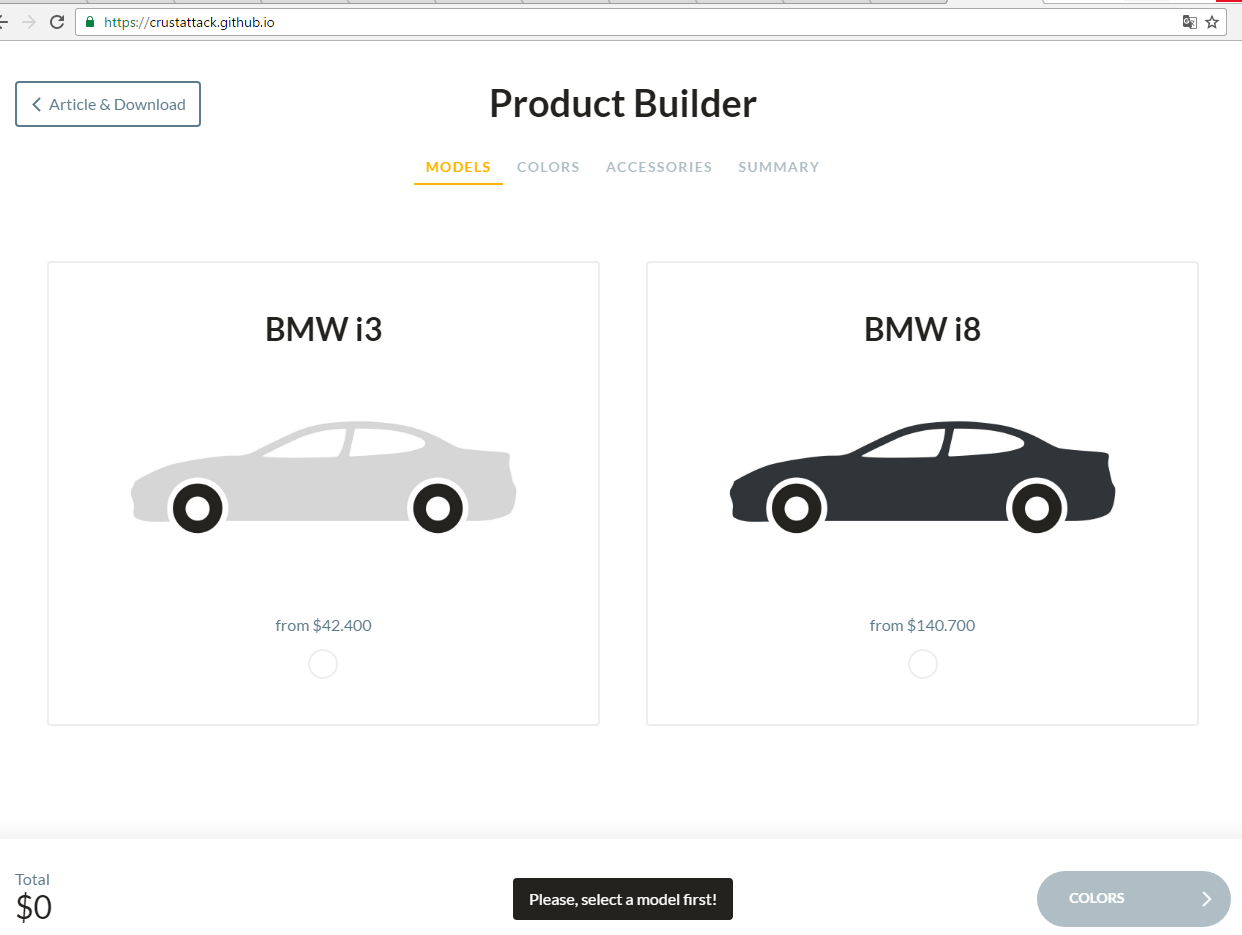 https://crustattack.github.io
Article & Download
Product Builder
MODELS COLORS ACCESSORIES SUMMARY
BMW i3
from $42.400
BMW i8
from $140.700
Total
$0
Please, select a model first!
COLORS